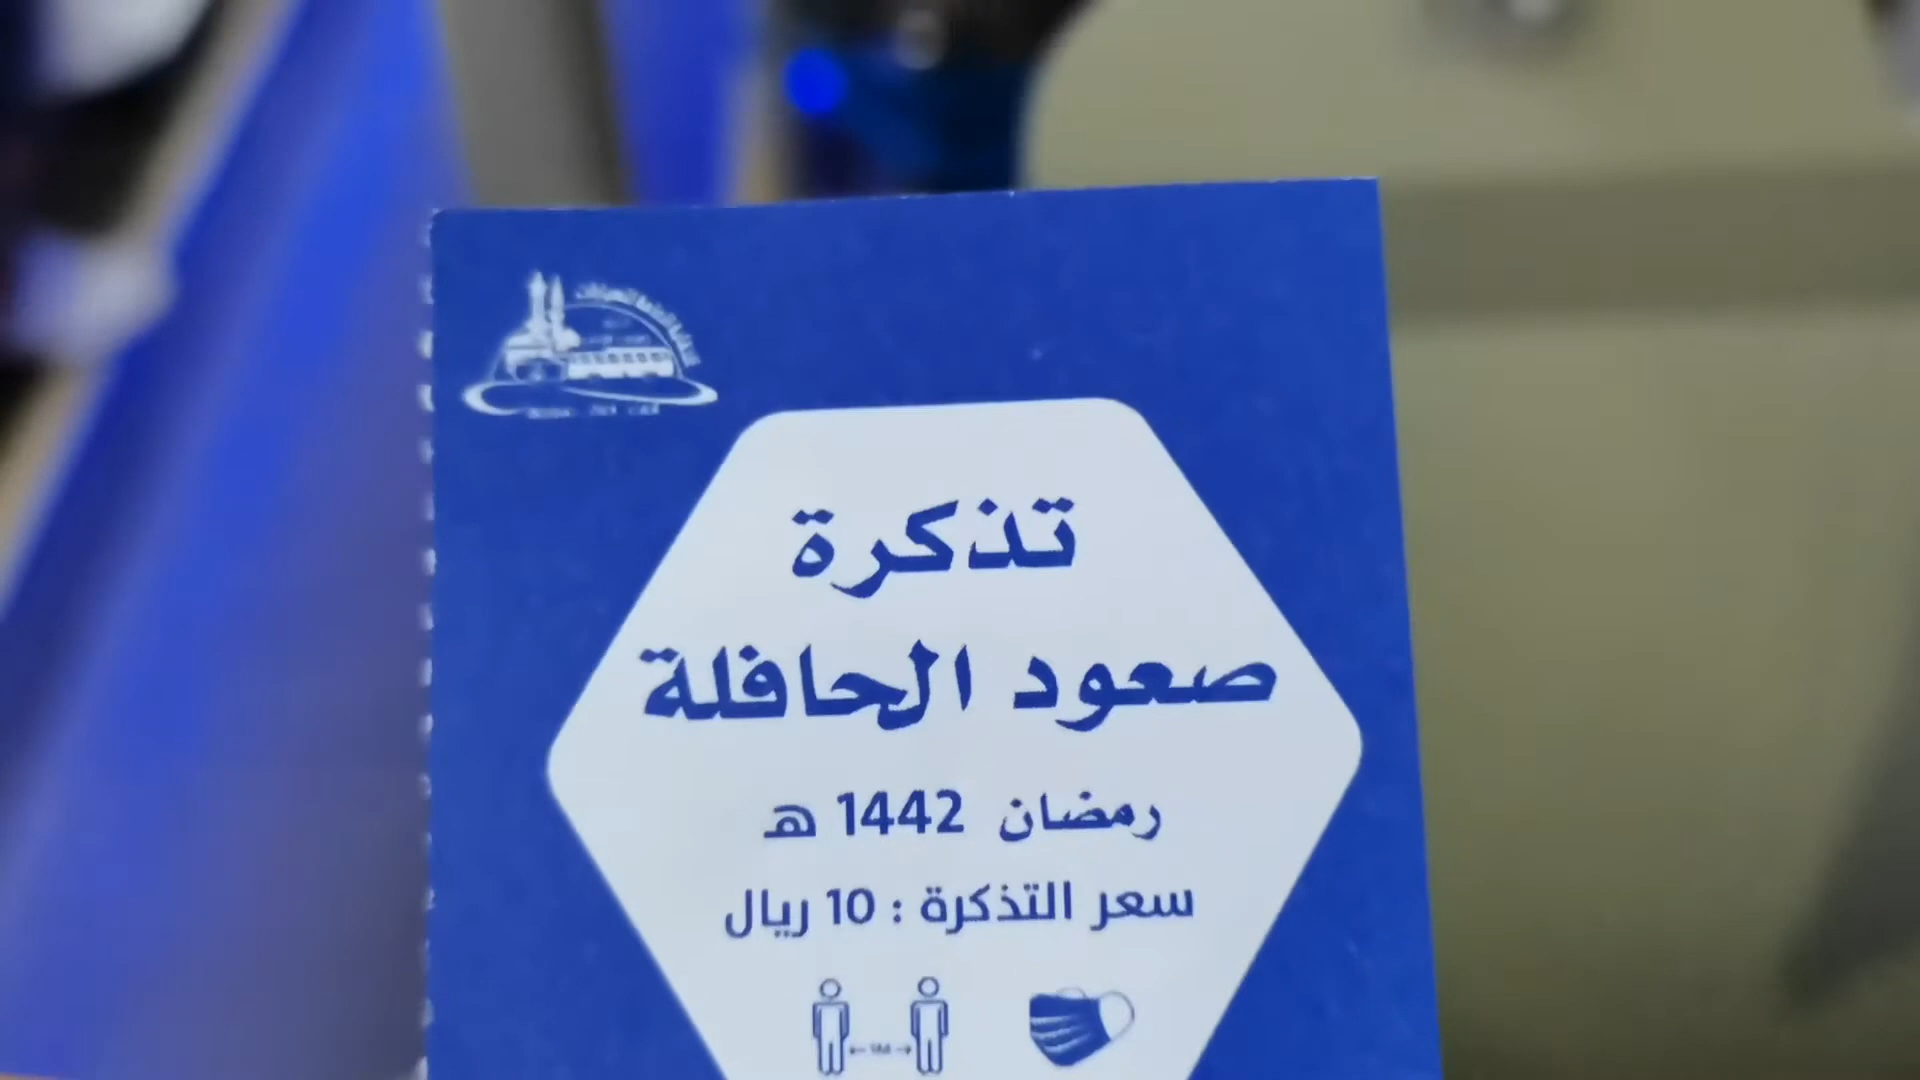 تذكرة
صعود الحافلة
رمضان 1442 هـ
سعر التذكرة : 10 ريال